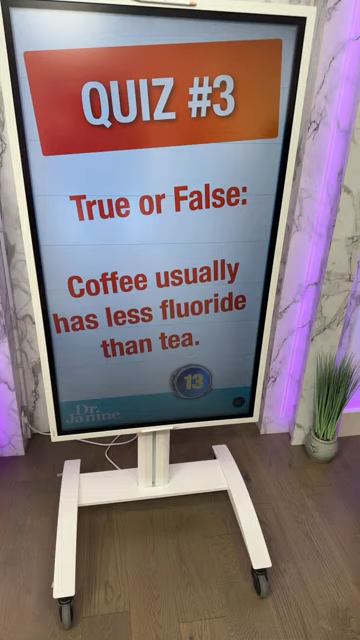 QUIZ #3
True or False:
Coffee usually
has less fluoride
than tea.
13
Dr.
Janine